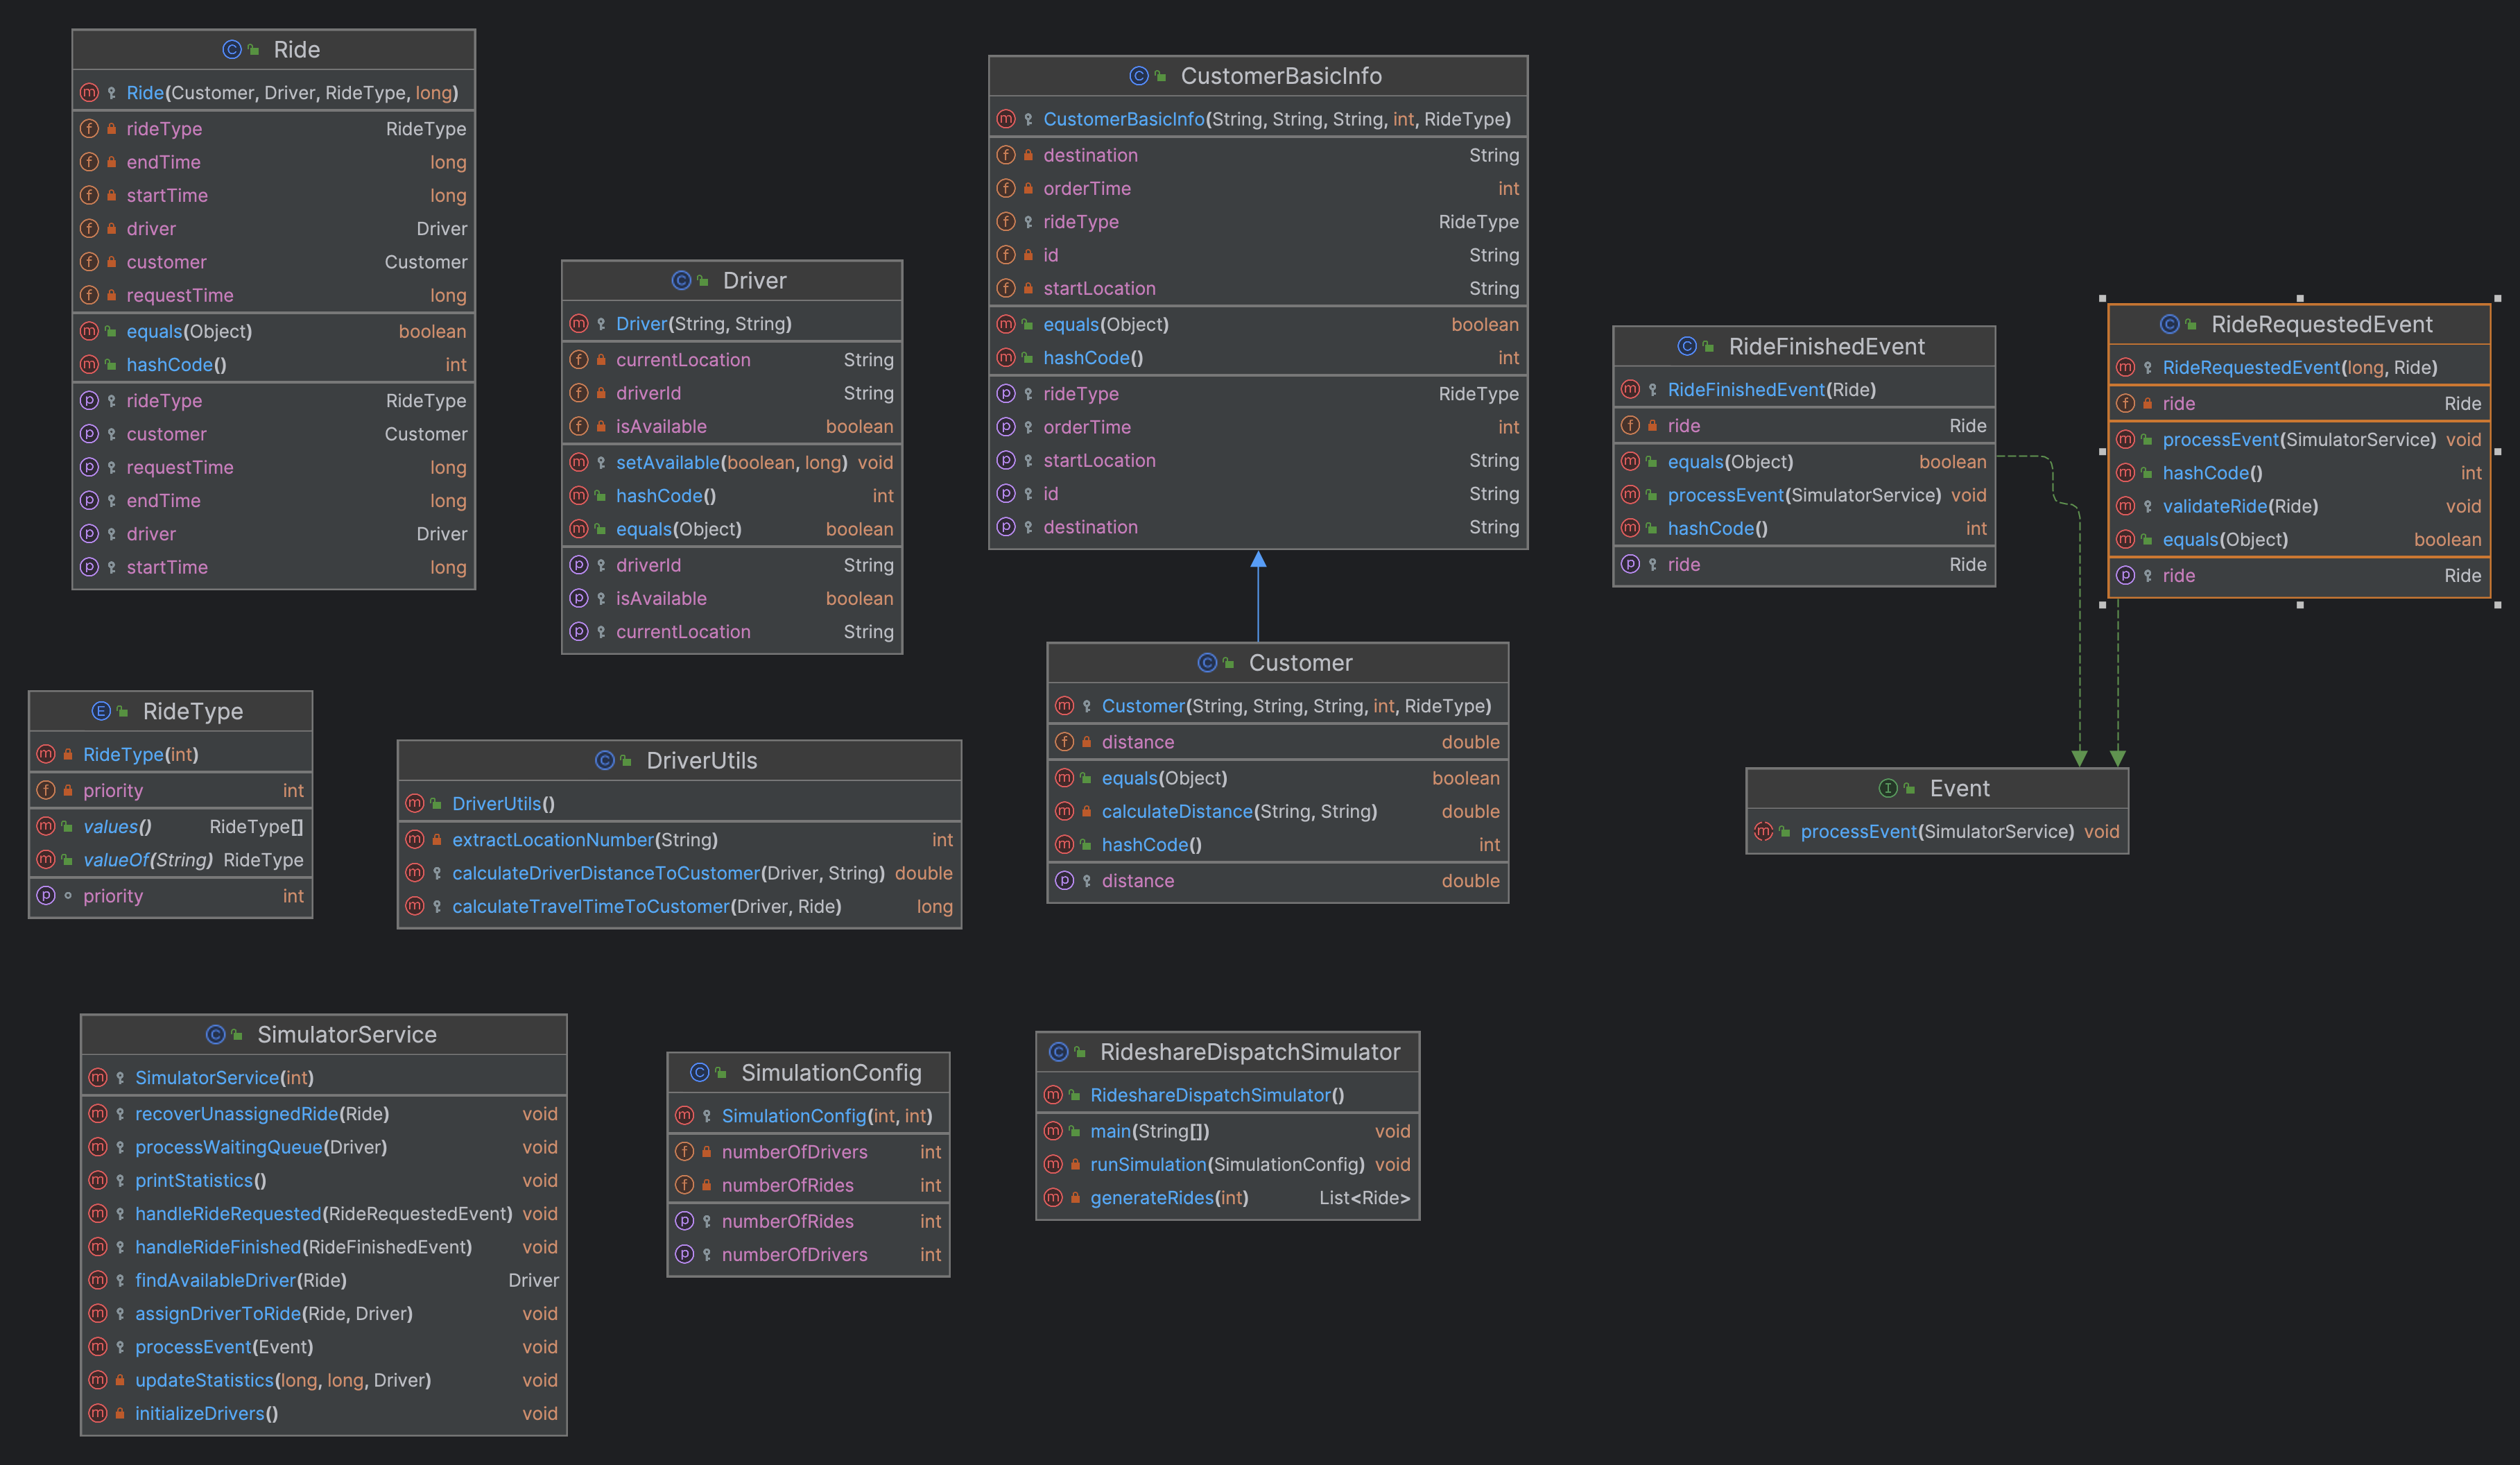 Ride
Ride(Customer, Driver, RideType, long)
rideType RideType
endTime long
startTime long
driver Driver
customer Customer
requestTime long
equals(Object) boolean
hashCode() int
rideType RideType
customer Customer
requestTime long
endTime long
driver Driver
startTime long
Driver
Driver(String, String)
currentLocation String
driverId String
isAvailable boolean
setAvailable(boolean, long) void
hashCode() int
equals(Object) boolean
driverId String
isAvailable boolean
currentLocation String
CustomerBasicInfo
CustomerBasicInfo(String, String, String, int, RideType)
destination String
orderTime int
rideType RideType
id String
startLocation String
equals(Object) boolean
hashCode() int
rideType RideType
orderTime int
startLocation String
id String
destination String
RideFinishedEvent
RideFinishedEvent(Ride)
ride Ride
equals(Object) boolean
processEvent(SimulatorService) void
hashCode() int
ride Ride
RideRequestedEvent
RideRequestedEvent(long, Ride)
ride Ride
processEvent(SimulatorService) void
hashCode() int
validateRide(Ride) void
equals(Object) boolean
ride Ride
RideType
RideType(int)
priority int
values() RideType[]
valueOf(String) RideType
priority int
DriverUtils
DriverUtils()
extractLocationNumber(String) int
calculateDriverDistanceToCustomer(Driver, String) double
calculateTravelTimeToCustomer(Driver, Ride) long
Customer
Customer(String, String, String, int, RideType)
distance double
equals(Object) boolean
calculateDistance(String, String) double
hashCode() int
distance double
Event
processEvent(SimulatorService) void
SimulatorService
SimulatorService(int)
recoverUnassignedRide(Ride) void
processWaitingQueue(Driver) void
printStatistics() void
handleRideRequested(RideRequestedEvent) void
handleRideFinished(RideFinishedEvent) void
findAvailableDriver(Ride) Driver
assignDriverToRide(Ride, Driver) void
processEvent(Event) void
updateStatistics(long, long, Driver) void
initializeDrivers() void
SimulationConfig
SimulationConfig(int, int)
numberOfDrivers int
numberOfRides int
numberOfRides int
numberOfDrivers int
RideshareDispatchSimulator
RideshareDispatchSimulator()
main(String[]) void
runSimulation(SimulationConfig) void
generateRides(int) List<Ride>